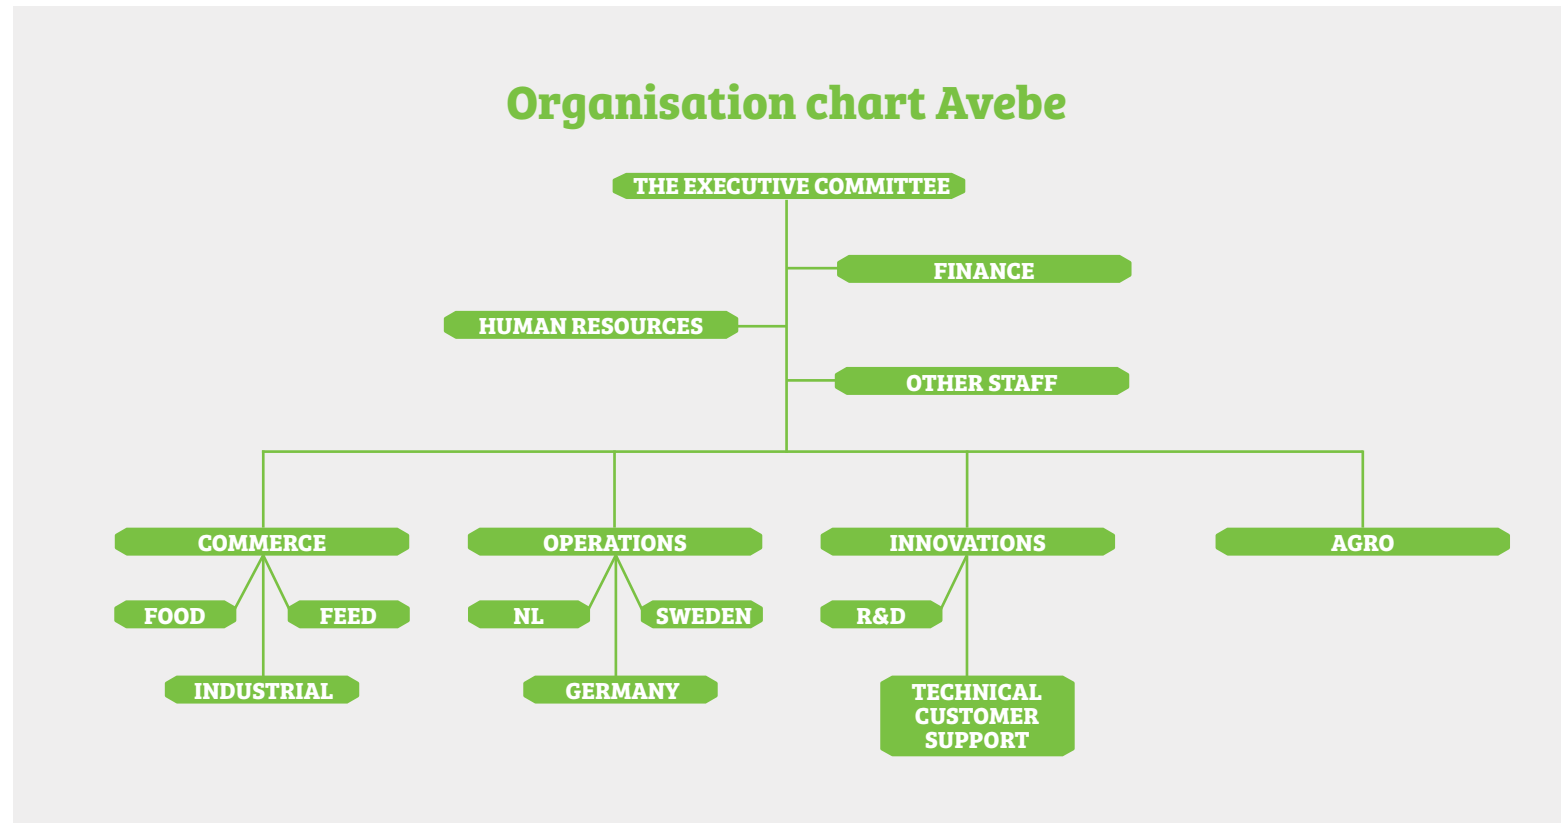 Organisation chart Avebe
THE EXECUTIVE COMMITTEE
FINANCE
HUMAN RESOURCES
OTHER STAFF
COMMERCE
OPERATIONS
INNOVATIONS
AGRO
FOOD
FEED
NL
SWEDEN
R&D
INDUSTRIAL
GERMANY
TECHNICAL
CUSTOMER
SUPPORT